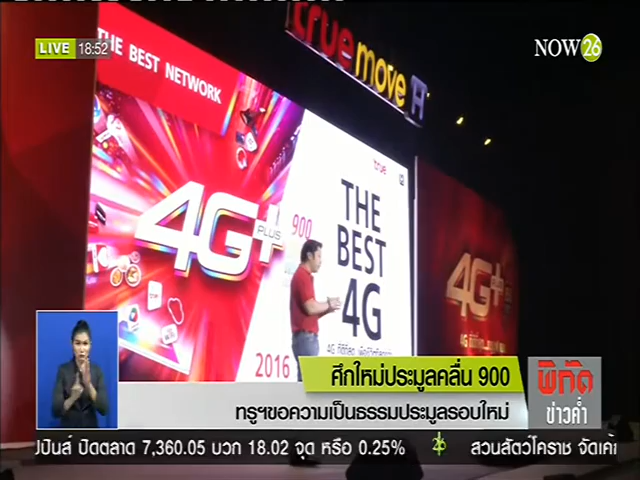 LIVE 18:52
NOW26
true move H
THE BEST NETWORK
4G+
PLUS
true
900
THE
BEST
4G
2016
4G+
ศึกใหม่ประมูลคลื่น 900
ทรูฯขอความเป็นธรรมประมูลรอบใหม่
พิกัด
ข่าวค่ำ
ปปินส์ ปิดตลาด 7,360.05 บวก 18.02 จุด หรือ 0.25% 26 สวนสัตว์โคราช จัดเค้